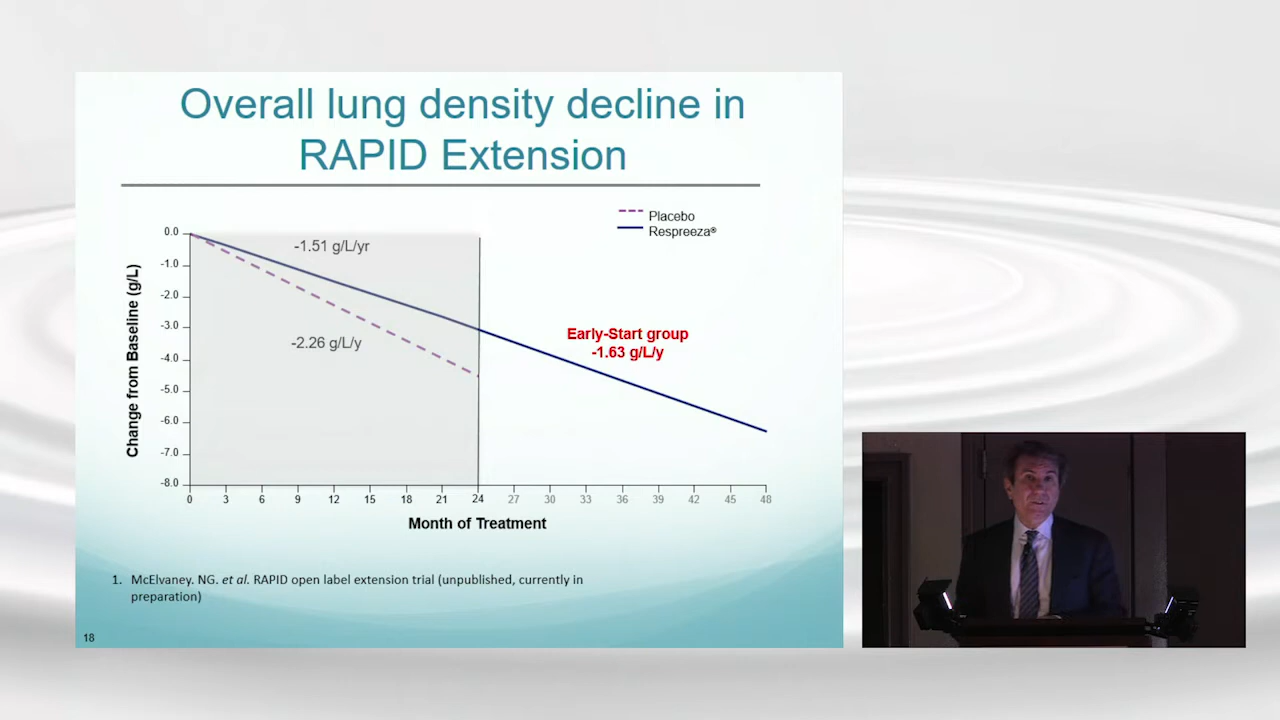 Overall lung density decline in
RAPID Extension
Placebo
Respreeza®
Change from Baseline (g/L)
0.0
-1.0
-2.0
-3.0
-4.0
-5.0
-6.0
-7.0
-8.0
-1.51 g/L/yr
-2.26 g/L/y
Early-Start group
-1.63 g/L/y
0 3 6 9 12 15 18 21 24 27 30 33 36 39 42 45 48
Month of Treatment
1. McElvaney. NG. et al. RAPID open label extension trial (unpublished, currently in
preparation)
18